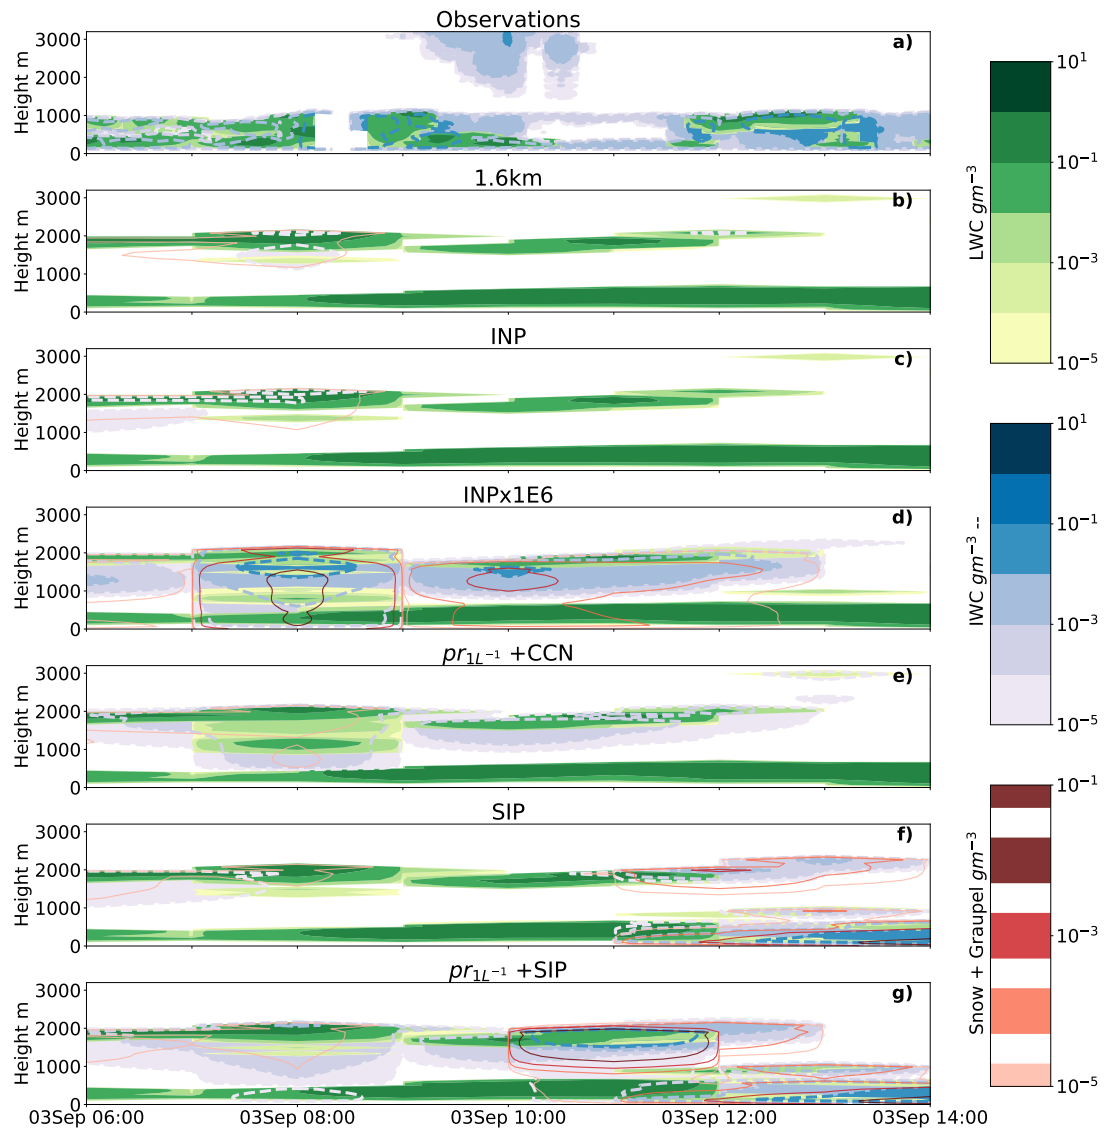 Observations
a)
Height m
3000
2000
1000
0
1.6km
b)
Height m
3000
2000
1000
0
INP
c)
Height m
3000
2000
1000
0
INPx1E6
d)
Height m
3000
2000
1000
0
pr₁L⁻¹ +CCN
e)
Height m
3000
2000
1000
0
SIP
f)
Height m
3000
2000
1000
0
pr₁L⁻¹ +SIP
g)
Height m
3000
2000
1000
0
03Sep 06:00 03Sep 08:00 03Sep 10:00 03Sep 12:00 03Sep 14:00
LWC gm⁻³
10¹
10⁻¹
10⁻³
10⁻⁵
IWC gm⁻³ --
10¹
10⁻¹
10⁻³
10⁻⁵
Snow + Graupel gm⁻³
10⁻¹
10⁻³
10⁻⁵